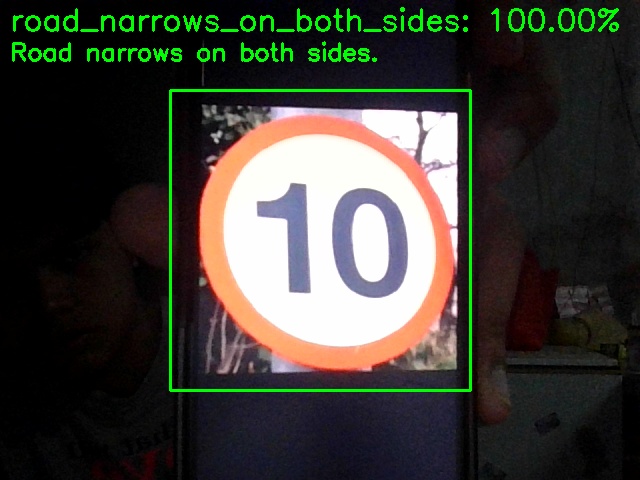 road_narrows_on_both_sides: 100.00%
Road narrows on both sides.
10